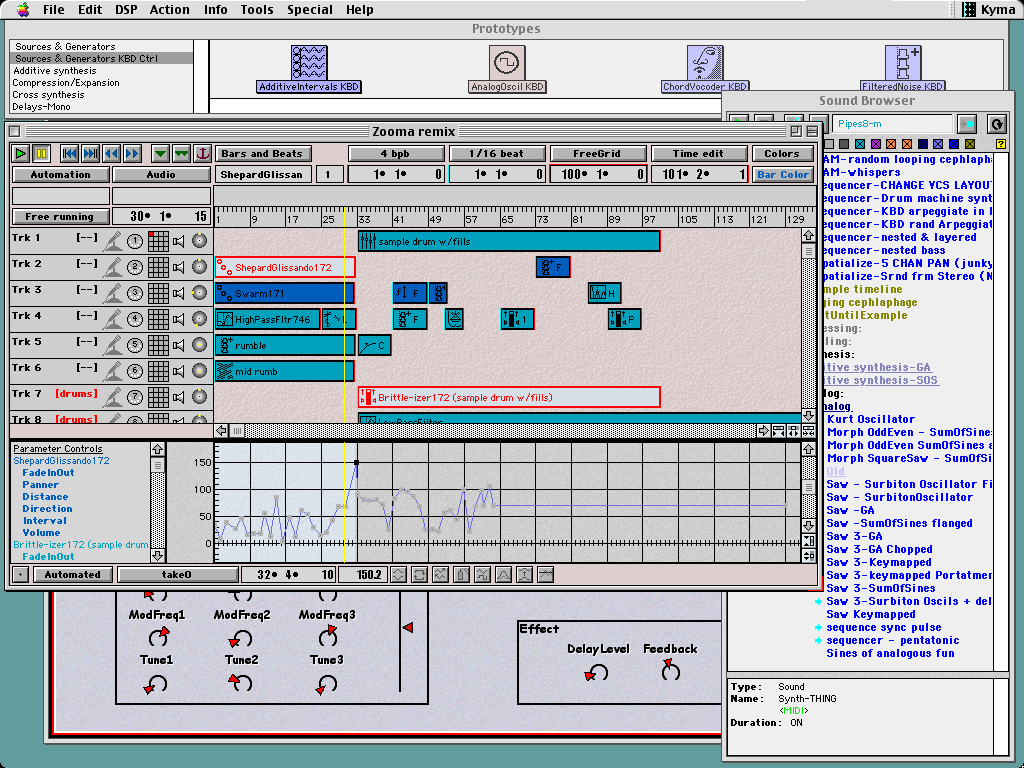 File Edit DSP Action Info Tools Special Help
Kyma
Prototypes
Sources & Generators
Sources & Generators KBD Ctrl
Additive synthesis
Compression/Expansion
Cross synthesis
Delays-Mono
AdditiveIntervals KBD
AnalogOscil KBD
ChordVocoder KBD
FilteredNoise KBD
Zooma remix
Bars and Beats
4 bpb
1/16 beat
FreeGrid
Time edit
Colors
Automation
Audio
ShepardGlissan
1
1• 1• 0
1• 1• 0
100• 1• 0
101• 2• 1
Bar Color
Free running
30• 1• 15
1 9 17 25 33 41 49 57 65 73 81 89 97 105 113 121 129
Trk 1 [--] 1
sample drum w/fills
Trk 2 [--] 2
ShepardGlissando172
F
Trk 3 [--] 3
Swarm171
F
H
Trk 4 [--] 4
HighPassFltr746
L
F
1
P
Trk 5 [--] 5
rumble
C
Trk 6 [--] 6
mid rumb
Trk 7 [drums] 7
Brittle-izer172 (sample drum w/fills)
Trk 8 [drums]
LowPassFilter
Parameter Controls
ShepardGlissando172
FadeInOut
Panner
Distance
Direction
Interval
Volume
Brittle-izer172 (sample drum
FadeInOut
150
100
50
0
Automated
take0
32• 4• 10
150.2
ModFreq1
ModFreq2
ModFreq3
Tune1
Tune2
Tune3
Effect
DelayLevel
Feedback
Sound Browser
Pipes8-m
?
AM-random looping cephlapha
AM-whispers
equencer-CHANGE VCS LAYOUT
equencer-Drum machine synt
equencer-KBD arpeggiate in
equencer-KBD rand Arpeggiat
equencer-nested & layered
equencer-nested bass
patialize-5 CHAN PAN (junky
patialize-Srnd frm Stereo (N
mple timeline
ging cephlaphage
tUntilExample
essing:
ling:
hesis:
itive synthesis-GA
itive synthesis-SOS
log:
nalog
Kurt Oscillator
Morph OddEven - SumOfSine
Morph OddEven SumOfSines a
Morph SquareSaw - SumOfSi
Old
Saw - Surbiton Oscillator Fi
Saw - SurbitonOscillator
Saw -GA
Saw -SumOfSines flanged
Saw 3-GA
Saw 3-GA Chopped
Saw 3-Keymapped
Saw 3-keymapped Portatmen
Saw 3-SumOfSines
Saw 3-Surbiton Oscils + del
Saw Keymapped
sequence sync pulse
sequencer - pentatonic
Sines of analogous fun
Type: Sound
Name: Synth-THING
<MIDI>
Duration: ON